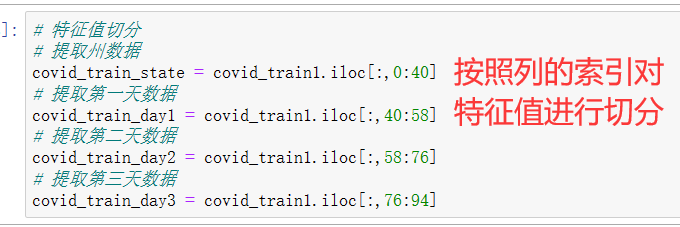 ]:
# 特征值切分
# 提取州数据
covid_train_state = covid_train1.iloc[:,0:40]
# 提取第一天数据
covid_train_day1 = covid_train1.iloc[:,40:58]
# 提取第二天数据
covid_train_day2 = covid_train1.iloc[:,58:76]
# 提取第三天数据
covid_train_day3 = covid_train1.iloc[:,76:94]
按照列的索引对
特征值进行切分